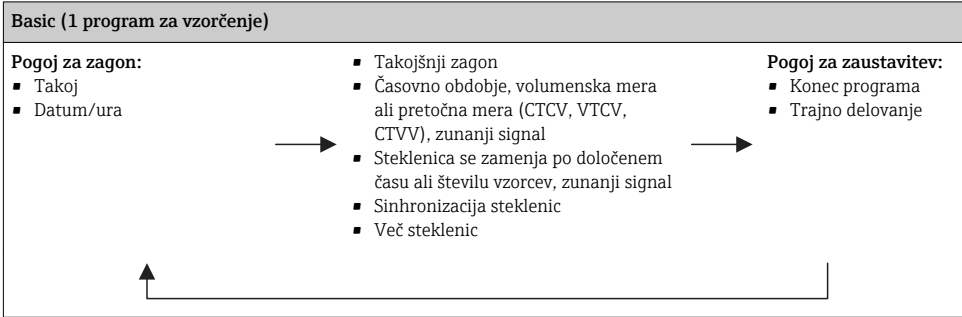 Basic (1 program za vzorčenje)
Pogoj za zagon:
▪ Takoj
▪ Datum/ura
▪ Takojšnji zagon
▪ Časovno obdobje, volumenska mera
ali pretočna mera (CTCV, VTCV,
CTVV), zunanji signal
▪ Steklenica se zamenja po določenem
času ali številu vzorcev, zunanji signal
▪ Sinhronizacija steklenic
▪ Več steklenic
Pogoj za zaustavitev:
▪ Konec programa
▪ Trajno delovanje